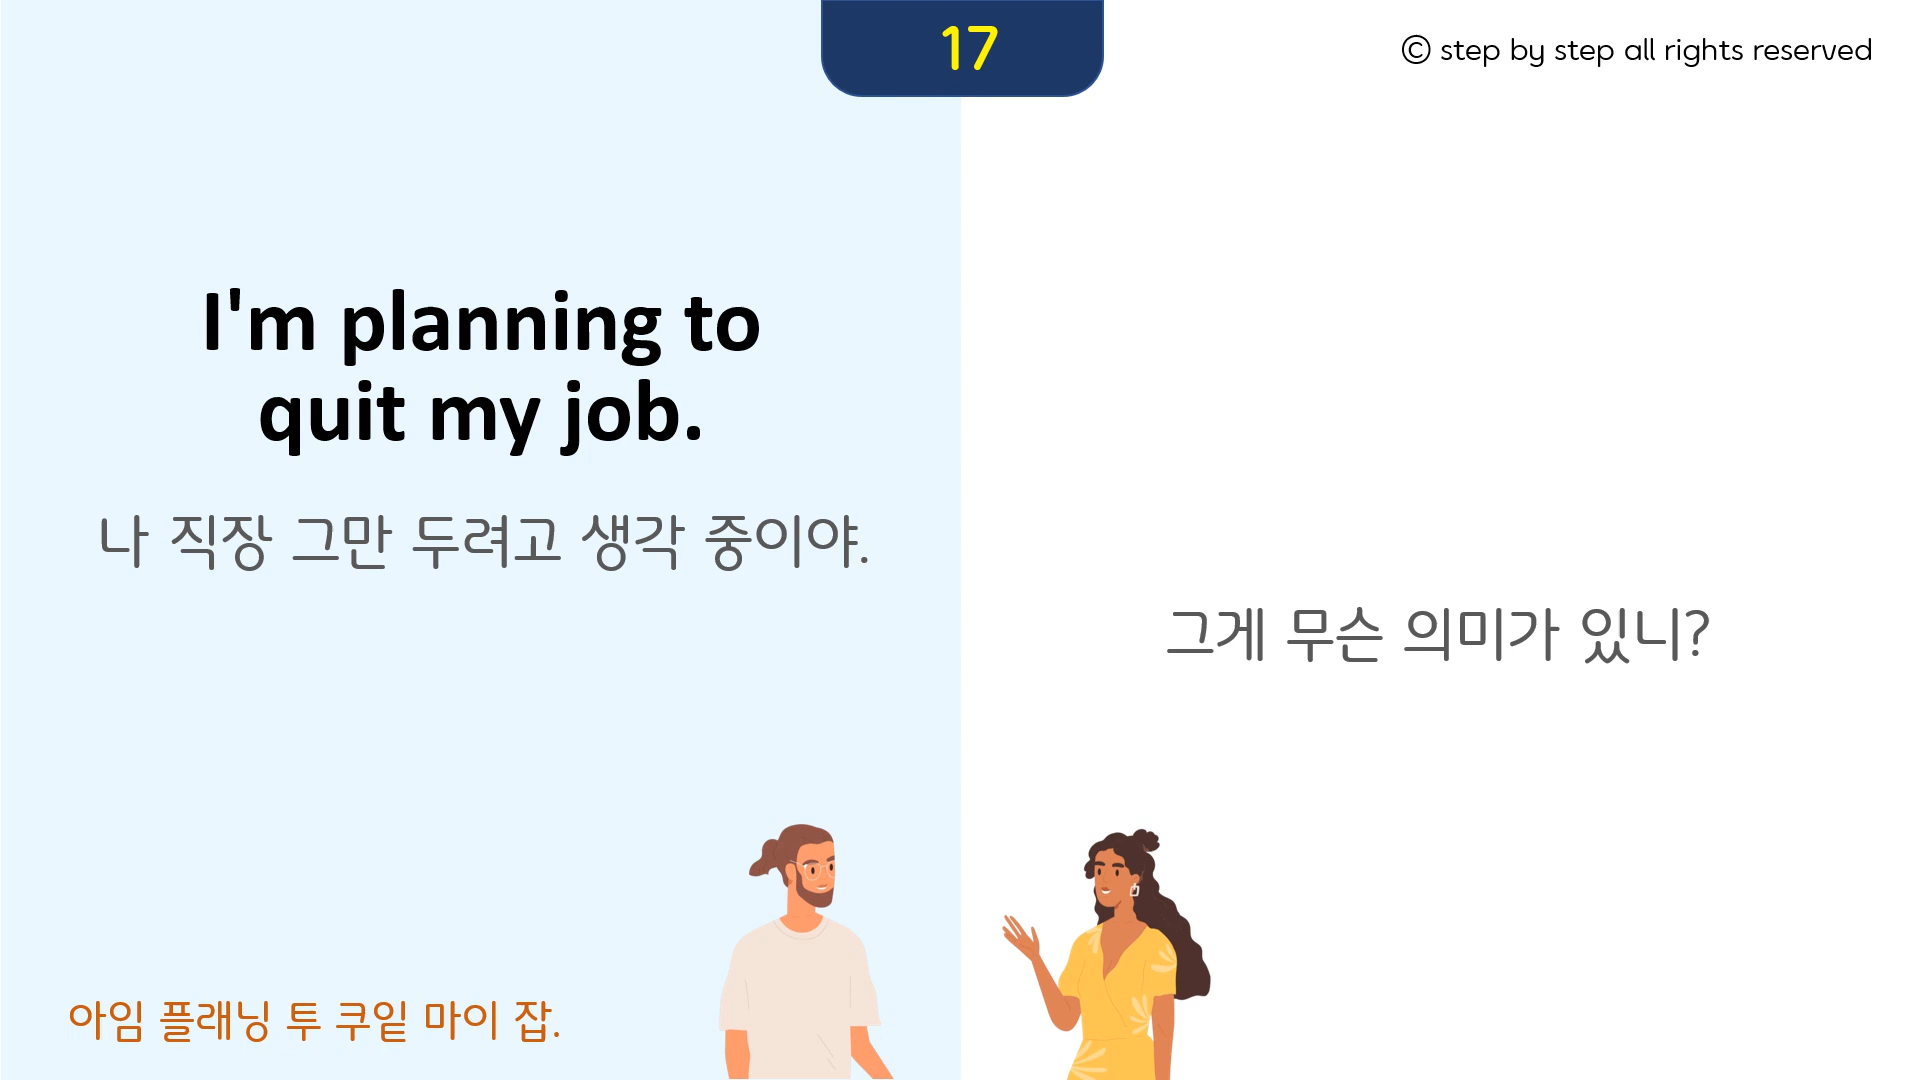 17
© step by step all rights reserved
I'm planning to
quit my job.
나 직장 그만 두려고 생각 중이야.
그게 무슨 의미가 있니?
아임 플래닝 투 쿠잍 마이 잡.